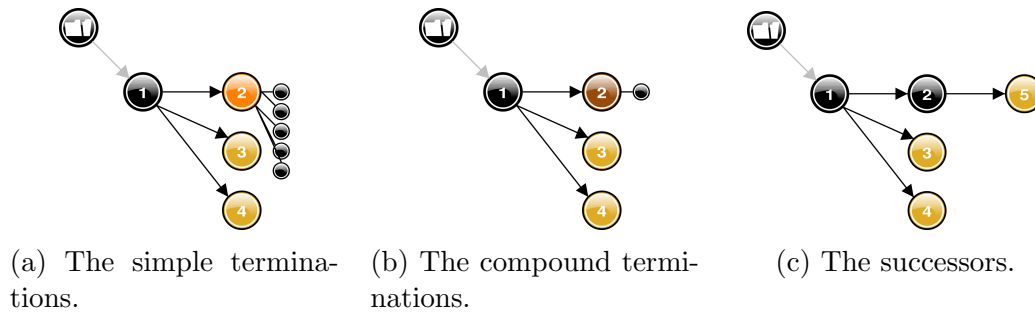 1 2
3
4
1 2
3
4
1 2 5
3
4
(a) The simple termina-
tions.
(b) The compound termi-
nations.
(c) The successors.